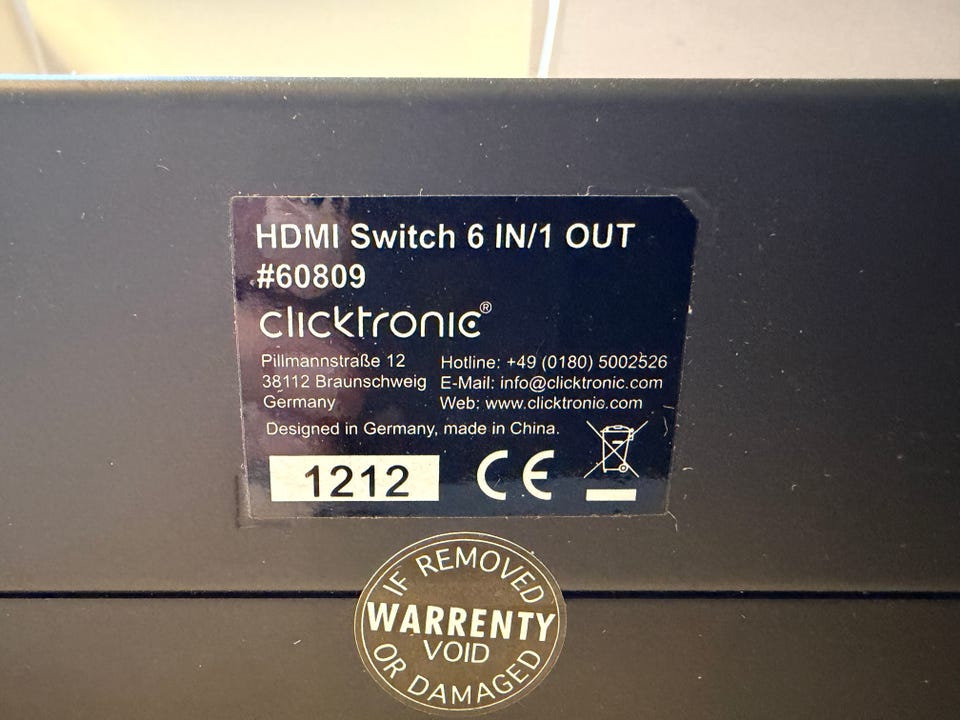 HDMI Switch 6 IN/1 OUT
#60809
clicktronic®
Pillmannstraße 12
38112 Braunschweig
Germany
Hotline: +49 (0180) 5002526
E-Mail: info@clicktronic.com
Web: www.clicktronic.com
Designed in Germany, made in China.
1212
CE
IF REMOVED
WARRENTY
VOID
OR DAMAGED